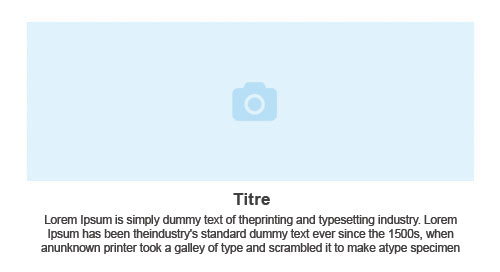 Titre
Lorem Ipsum is simply dummy text of theprinting and typesetting industry. Lorem
Ipsum has been theindustry's standard dummy text ever since the 1500s, when
anunknown printer took a galley of type and scrambled it to make atype specimen